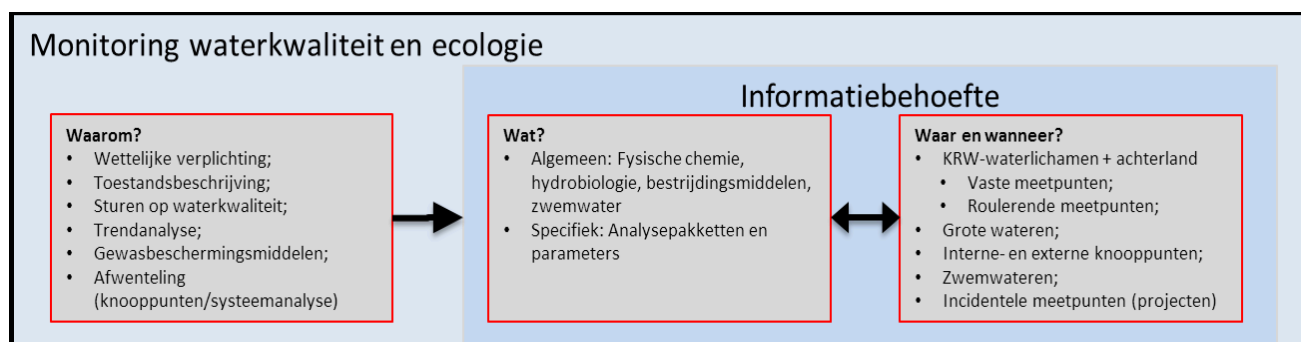 Monitoring waterkwaliteit en ecologie
Informatiebehoefte
Waarom?
• Wettelijke verplichting;
• Toestandsbeschrijving;
• Sturen op waterkwaliteit;
• Trendanalyse;
• Gewasbeschermingsmiddelen;
• Afwenteling
(knooppunten/systeemanalyse)
Wat?
• Algemeen: Fysische chemie,
hydrobiologie, bestrijdingsmiddelen,
zwemwater
• Specifiek: Analysepakketten en
parameters
Waar en wanneer?
• KRW-waterlichamen + achterland
• Vaste meetpunten;
• Roulerende meetpunten;
• Grote wateren;
• Interne- en externe knooppunten;
• Zwemwateren;
• Incidentele meetpunten (projecten)